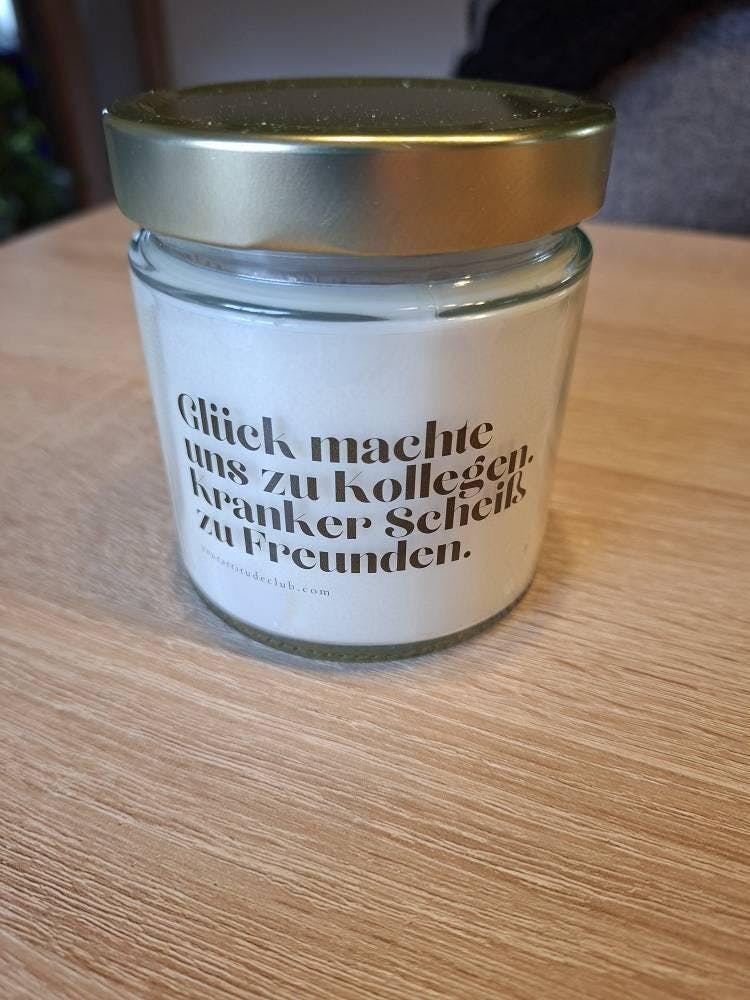 Glück machte
uns zu Kollegen.
Kranker Scheiß
zu Freunden.